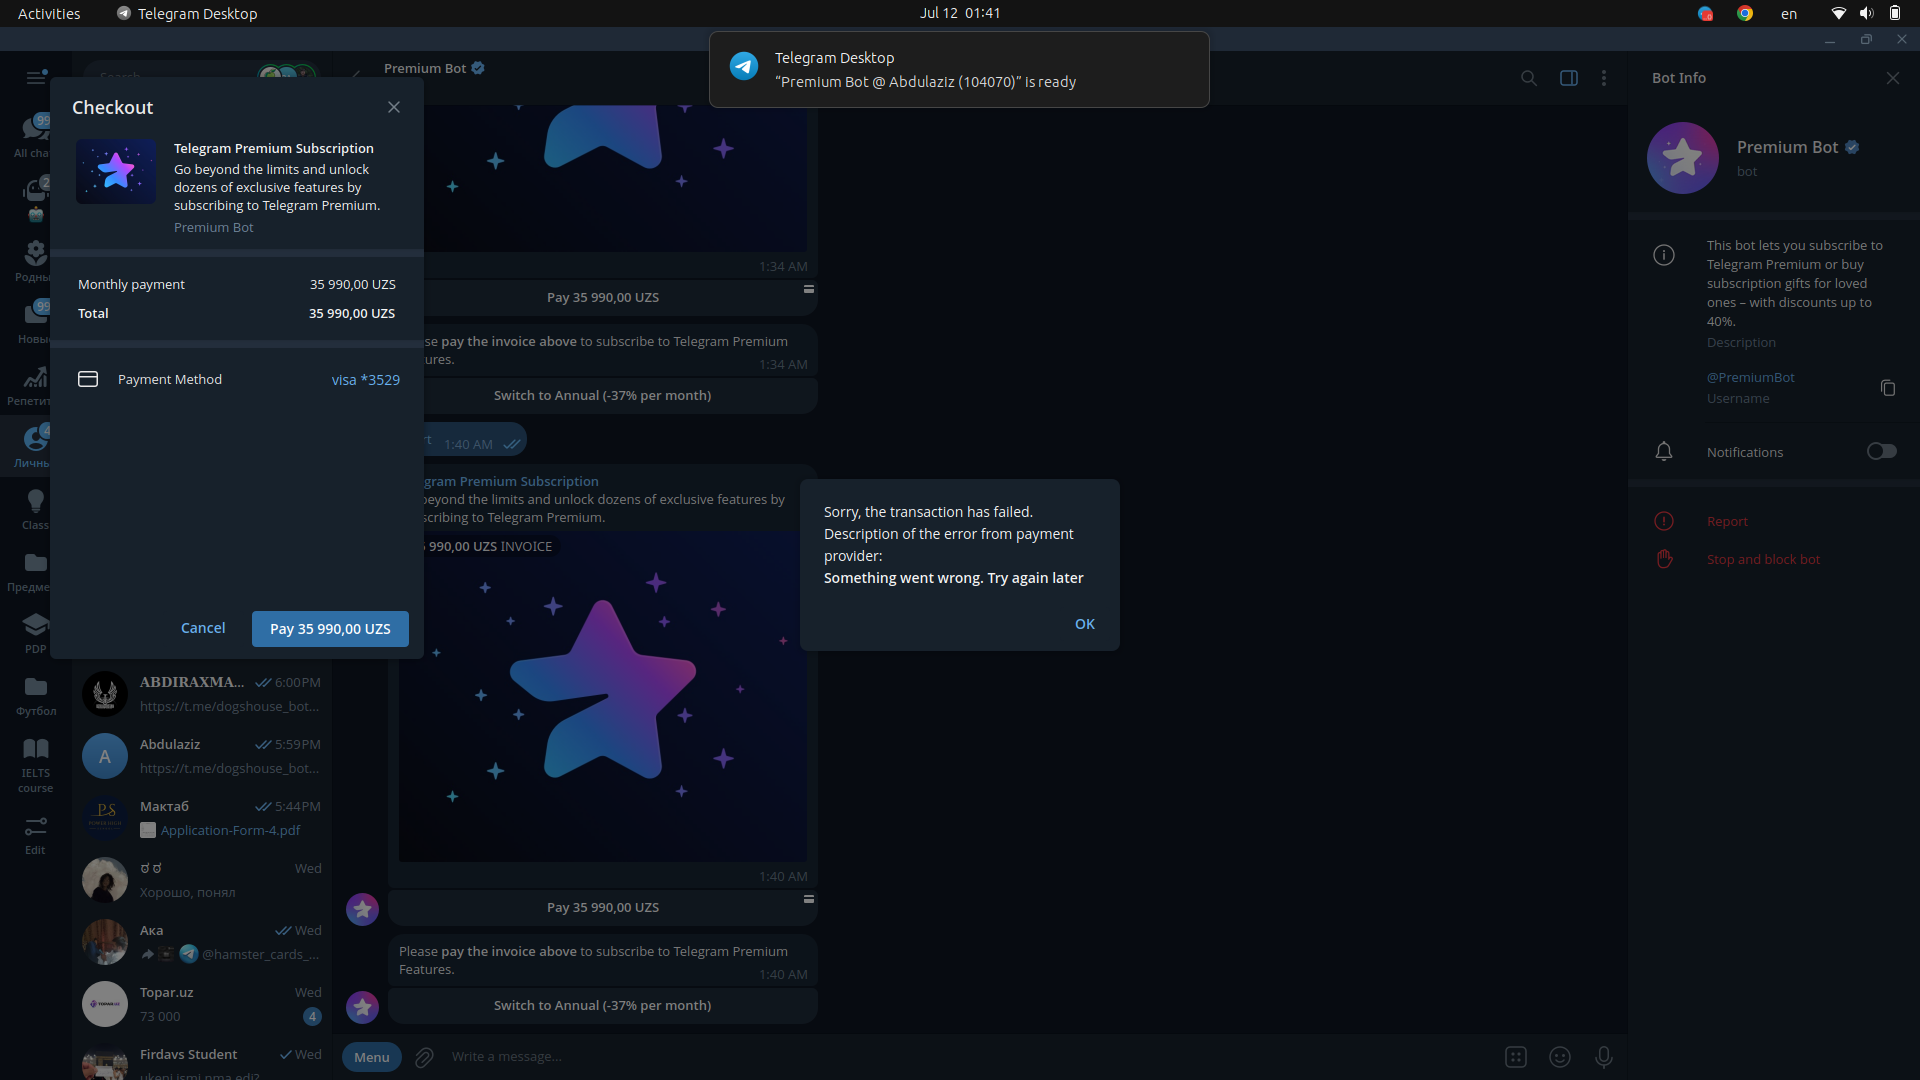 Activities
Telegram Desktop
Jul 12 01:41
en
Telegram Desktop
“Premium Bot @ Abdulaziz (104070)” is ready
Search
Premium Bot
Bot Info
Checkout
Telegram Premium Subscription
Go beyond the limits and unlock
dozens of exclusive features by
subscribing to Telegram Premium.
Premium Bot
Monthly payment 35 990,00 UZS
Total 35 990,00 UZS
Payment Method visa *3529
Cancel
Pay 35 990,00 UZS
99
All cha
2
Родны
99
Новы
Репетит
4
Личны
Class
Предме
PDP
Футбол
IELTS
course
Edit
ABDIRAXMA... 6:00PM
https://t.me/dogshouse_bot...
A
Abdulaziz 5:59PM
https://t.me/dogshouse_bot...
PS
Мактаб 5:44PM
Application-Form-4.pdf
Wed
Хорошо, понял
Ака Wed
@hamster_cards_...
Topar.uz Wed
73 000 4
Firdavs Student Wed
ukeni ismi nma edi?
1:34 AM
Pay 35 990,00 UZS
se pay the invoice above to subscribe to Telegram Premium
ures.
1:34 AM
Switch to Annual (-37% per month)
rt 1:40 AM
gram Premium Subscription
beyond the limits and unlock dozens of exclusive features by
scribing to Telegram Premium.
5 990,00 UZS INVOICE
1:40 AM
Pay 35 990,00 UZS
Please pay the invoice above to subscribe to Telegram Premium
Features.
1:40 AM
Switch to Annual (-37% per month)
Menu
Write a message...
Sorry, the transaction has failed.
Description of the error from payment
provider:
Something went wrong. Try again later
OK
Premium Bot
bot
This bot lets you subscribe to
Telegram Premium or buy
subscription gifts for loved
ones – with discounts up to
40%.
Description
@PremiumBot
Username
Notifications
Report
Stop and block bot